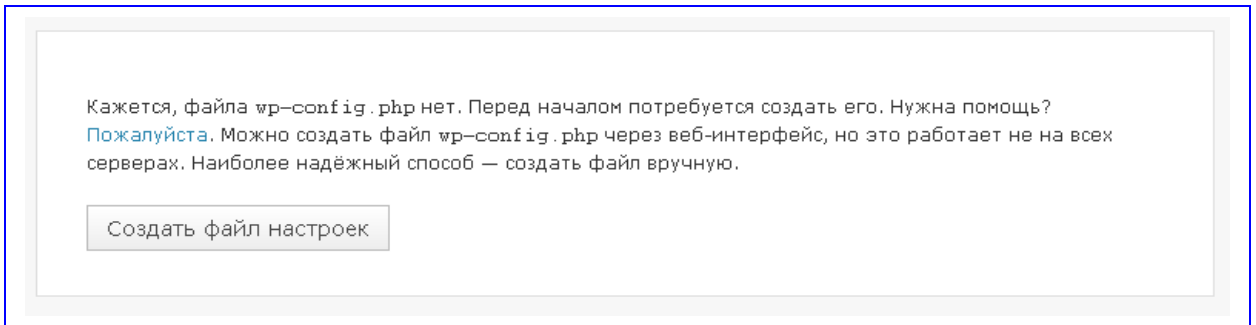 Кажется, файла wp-config.php нет. Перед началом потребуется создать его. Нужна помощь?
Пожалуйста. Можно создать файл wp-config.php через веб-интерфейс, но это работает не на всех
серверах. Наиболее надёжный способ — создать файл вручную.
Создать файл настроек